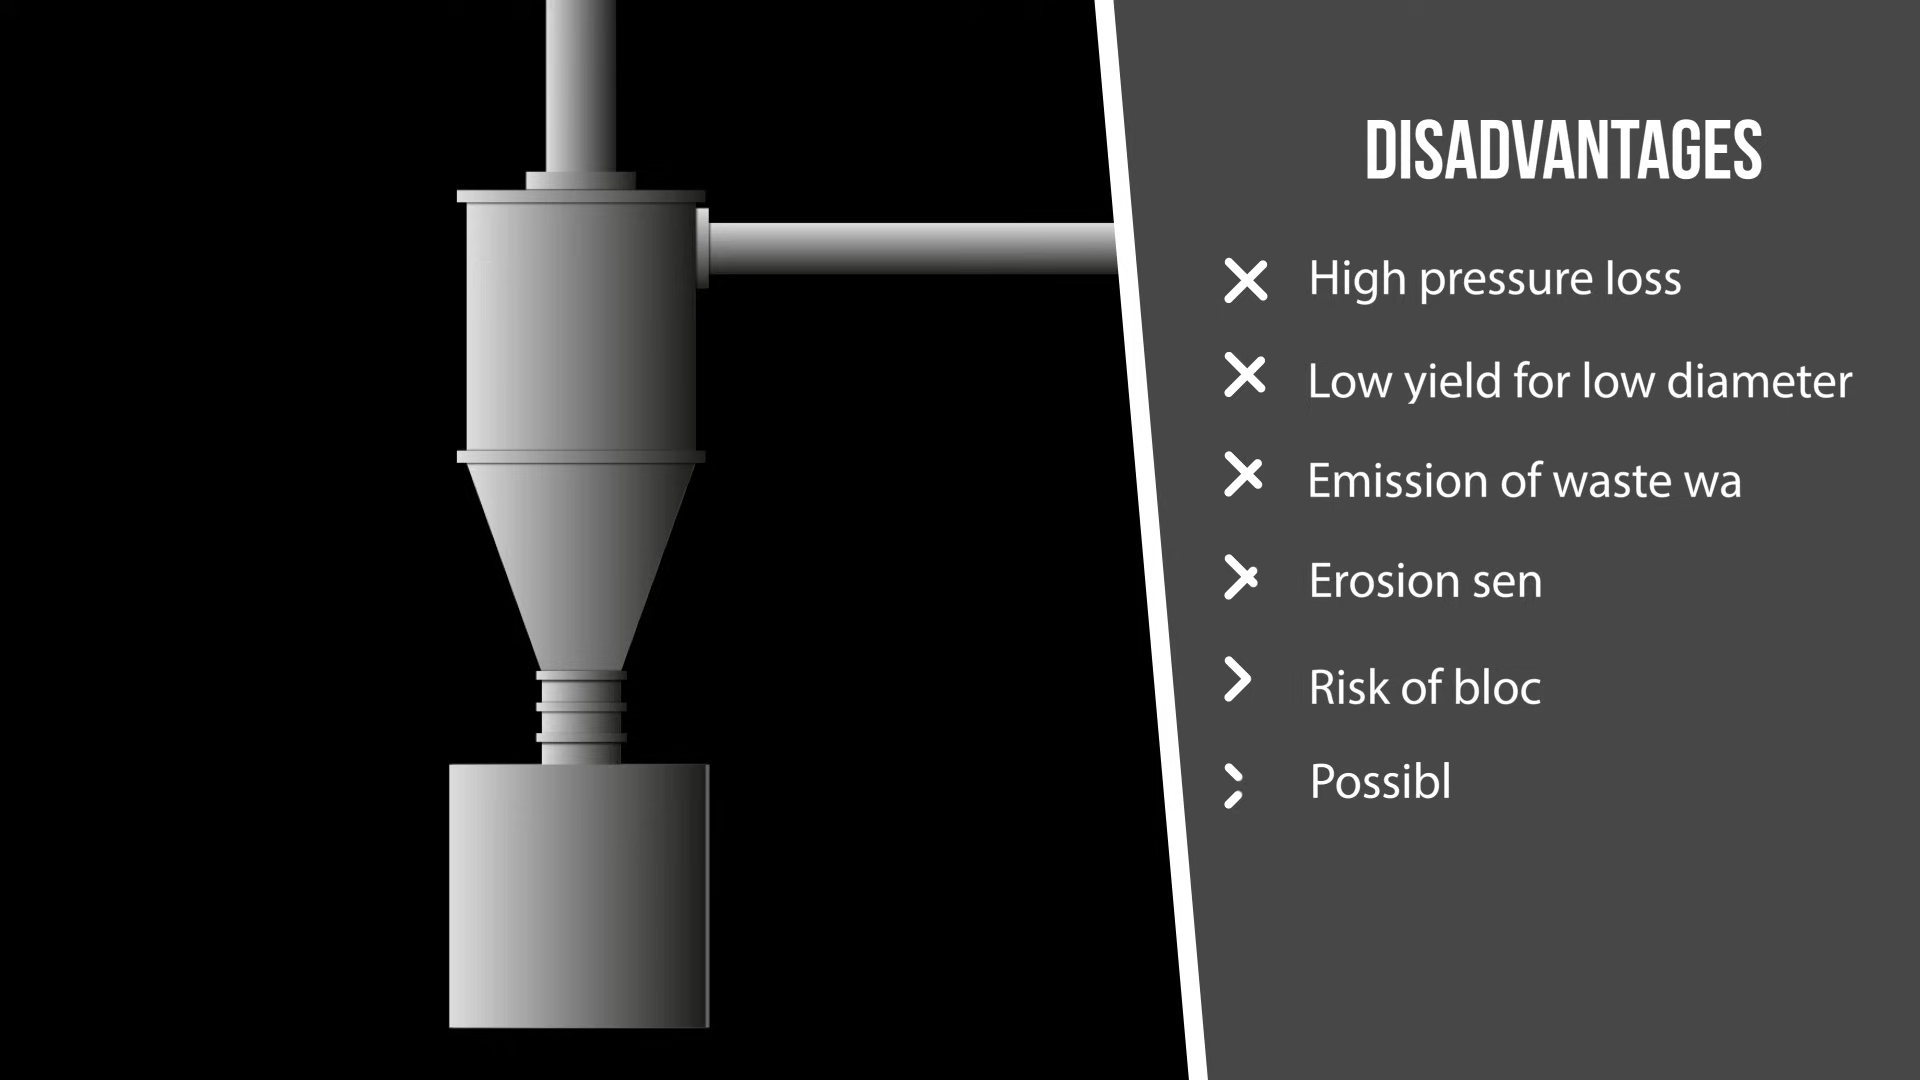 DISADVANTAGES
High pressure loss
Low yield for low diameter
Emission of waste wa
Erosion sen
Risk of bloc
Possibl